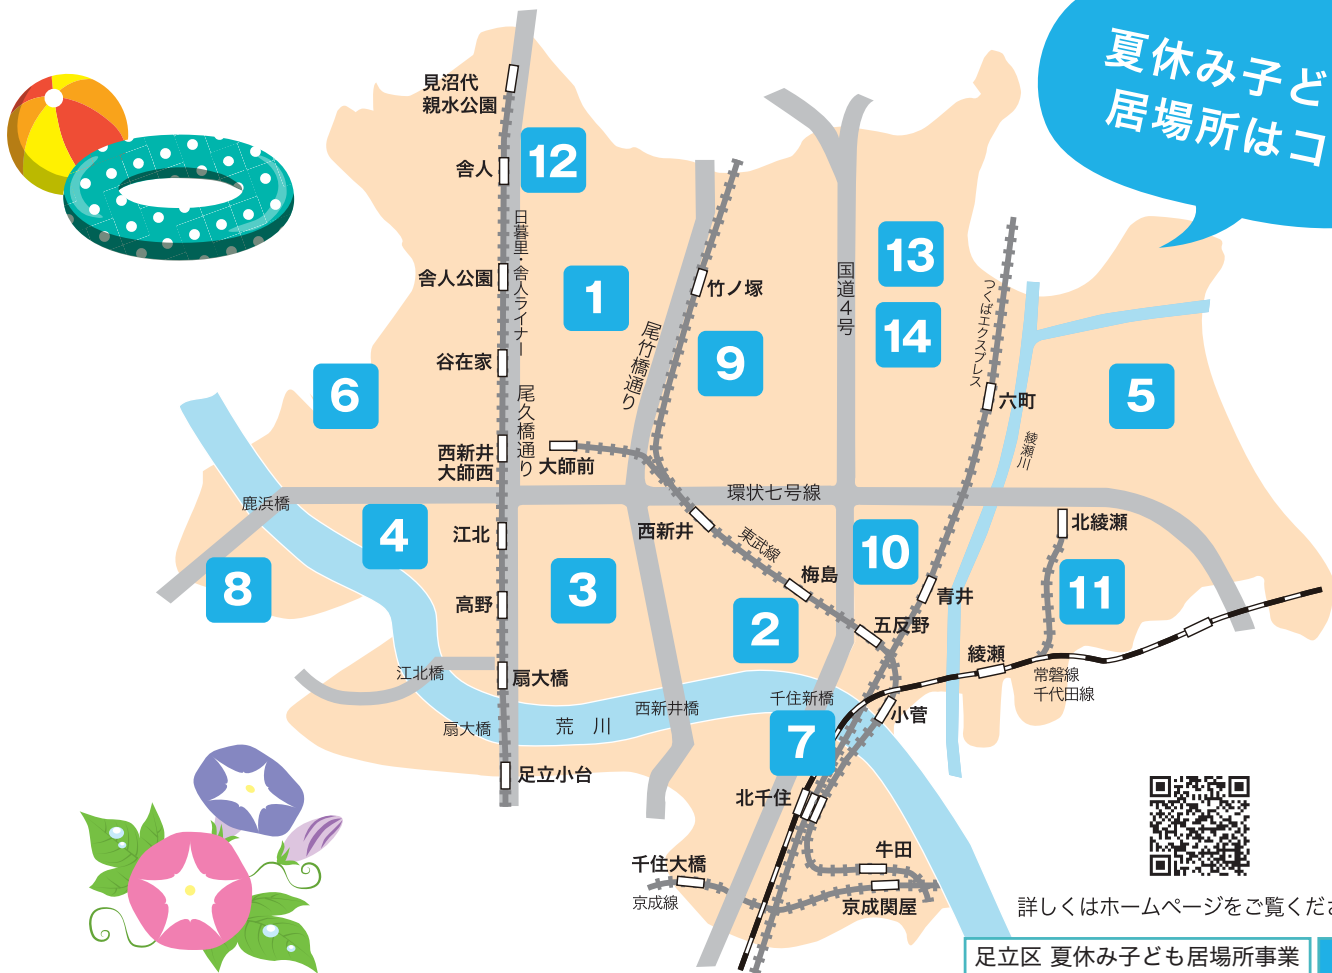 夏休み子ど
居場所はコ
見沼代
親水公園
舎人
12
日暮里・舎人ライナー
舎人公園
1
竹ノ塚
国道4号
13
14
つくばエクスプレス
尾竹橋通り
9
谷在家
6
尾久橋通り
六町
5
綾瀬川
西新井
大師西
大師前
鹿浜橋
環状七号線
4
江北
西新井
東武線
10
北綾瀬
8
高野
3
梅島
青井
11
2
五反野
綾瀬
常磐線
千代田線
江北橋
扇大橋
扇大橋
荒川
西新井橋
千住新橋
小菅
7
足立小台
北千住
千住大橋
京成線
牛田
京成関屋
詳しくはホームページをご覧くだ
足立区 夏休み子ども居場所事業